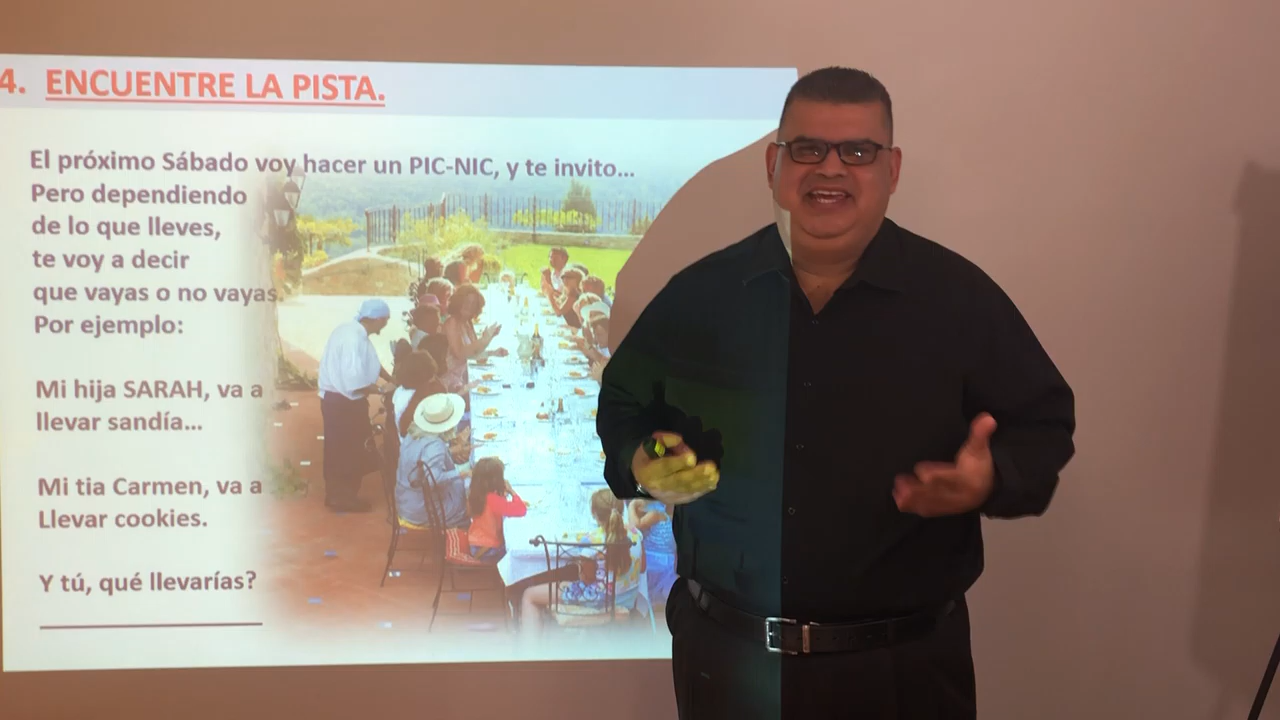 4. ENCUENTRE LA PISTA.
El próximo Sábado voy hacer un PIC-NIC, y te invito...
Pero dependiendo
de lo que lleves,
te voy a decir
que vayas o no vayas.
Por ejemplo:
Mi hija SARAH, va a
llevar sandía...
Mi tia Carmen, va a
Llevar cookies.
Y tú, qué llevarías?